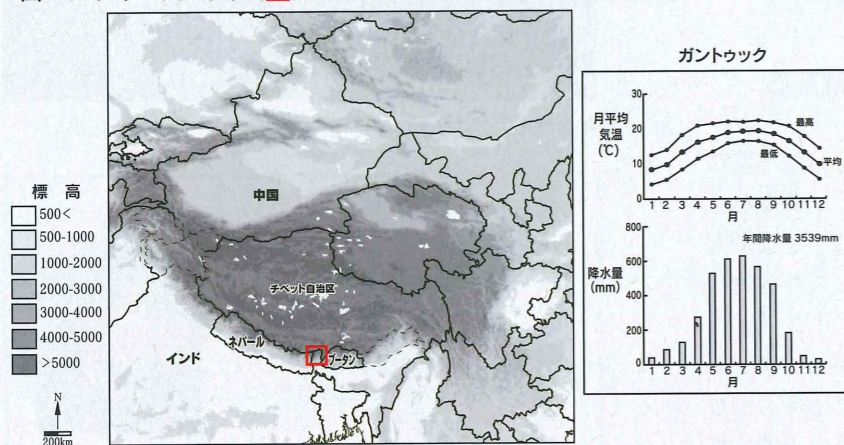 ガントゥック
標 高
500<
500-1000
1000-2000
2000-3000
3000-4000
4000-5000
>5000
N
200km
中国
チベット自治区
ネパール
ブータン
インド
月平均
気温
(℃)
30
20
10
0
最高
平均
最低
1 2 3 4 5 6 7 8 9 10 11 12
月
年間降水量 3539mm
降水量
(mm)
800
600
400
200
0
1 2 3 4 5 6 7 8 9 10 11 12
月